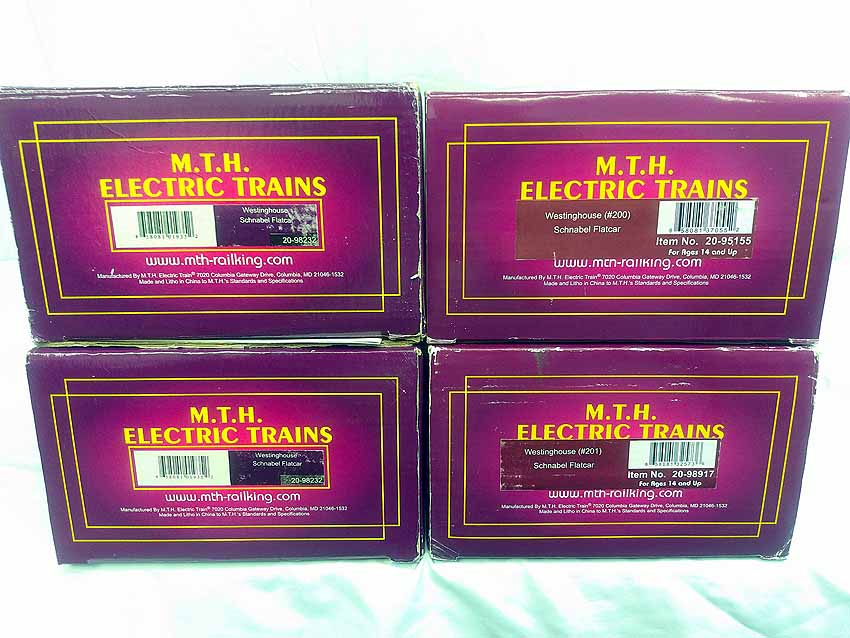 M.T.H.
ELECTRIC TRAINS
Westinghouse
Schnabel Flatcar
20-98232
www.mth-railking.com
Manufactured By M.T.H. Electric Train® 7020 Columbia Gateway Drive, Columbia, MD 21046-1532
Made and Litho in China to M.T.H.'s Standards and Specifications
M.T.H.
ELECTRIC TRAINS
Westinghouse (#200)
Schnabel Flatcar
Item No. 20-95155
For Ages 14 and Up
www.mth-railking.com
Manufactured By M.T.H. Electric Train® 7020 Columbia Gateway Drive, Columbia, MD 21046-1532
Made and Litho in China to M.T.H.'s Standards and Specifications
M.T.H.
ELECTRIC TRAINS
Westinghouse
Schnabel Flatcar
20-98232
www.mth-railking.com
Manufactured By M.T.H. Electric Train® 7020 Columbia Gateway Drive, Columbia, MD 21046-1532
Made and Litho in China to M.T.H.'s Standards and Specifications
M.T.H.
ELECTRIC TRAINS
Westinghouse (#201)
Schnabel Flatcar
Item No. 20-98917
For Ages 14 and Up
www.mth-railking.com
Manufactured By M.T.H. Electric Train® 7020 Columbia Gateway Drive, Columbia, MD 21046-1532
Made and Litho in China to M.T.H.'s Standards and Specifications